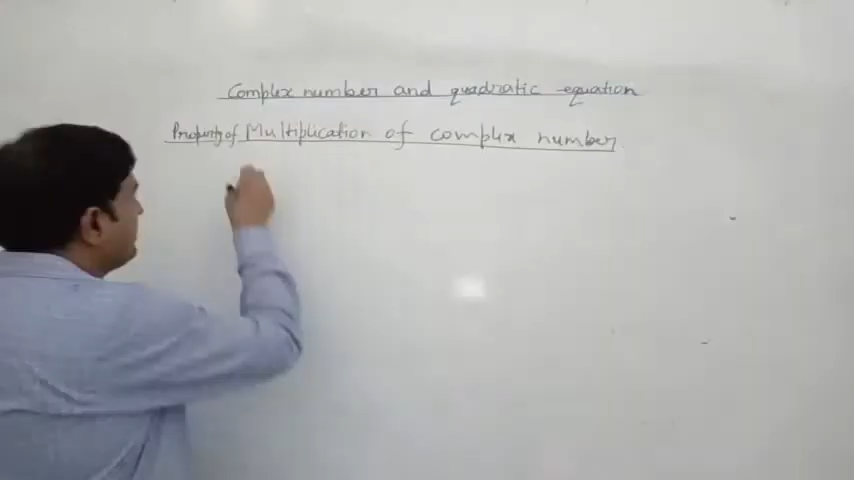 Complex number and quadratic equation
Property of Multiplication of complex number